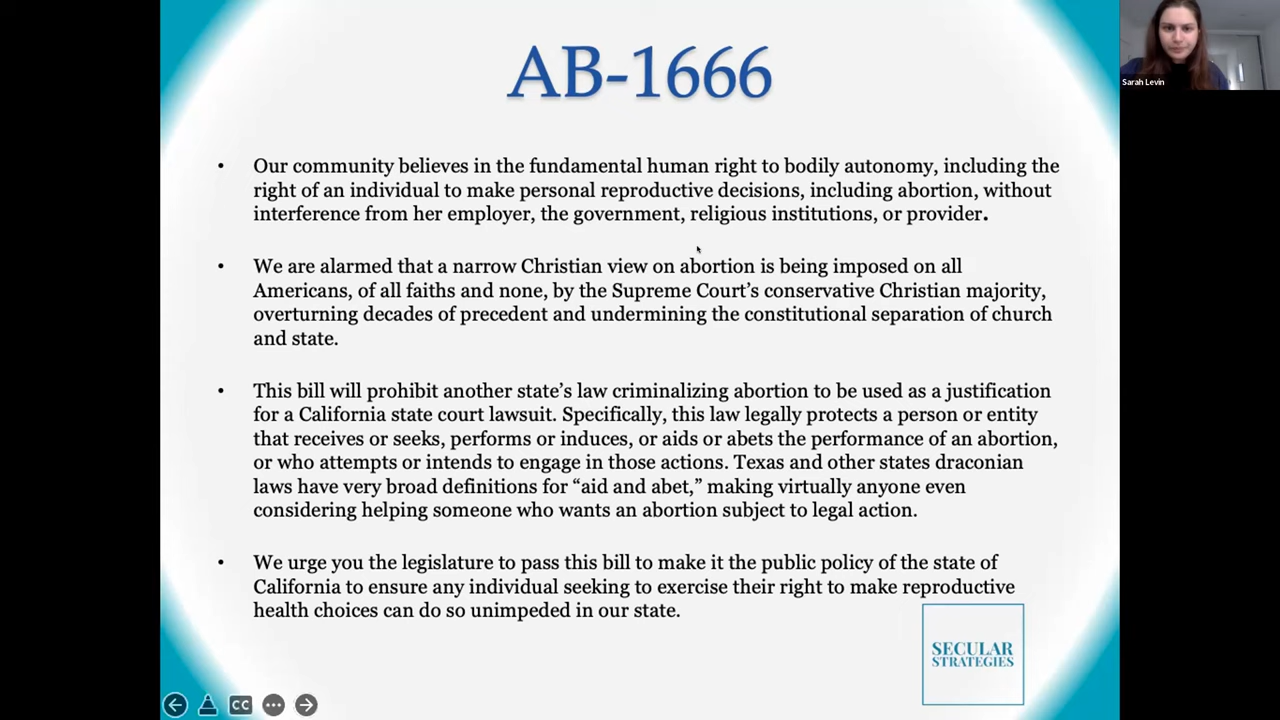 AB-1666
Sarah Levin
• Our community believes in the fundamental human right to bodily autonomy, including the
right of an individual to make personal reproductive decisions, including abortion, without
interference from her employer, the government, religious institutions, or provider.
• We are alarmed that a narrow Christian view on abortion is being imposed on all
Americans, of all faiths and none, by the Supreme Court’s conservative Christian majority,
overturning decades of precedent and undermining the constitutional separation of church
and state.
• This bill will prohibit another state’s law criminalizing abortion to be used as a justification
for a California state court lawsuit. Specifically, this law legally protects a person or entity
that receives or seeks, performs or induces, or aids or abets the performance of an abortion,
or who attempts or intends to engage in those actions. Texas and other states draconian
laws have very broad definitions for “aid and abet,” making virtually anyone even
considering helping someone who wants an abortion subject to legal action.
• We urge you the legislature to pass this bill to make it the public policy of the state of
California to ensure any individual seeking to exercise their right to make reproductive
health choices can do so unimpeded in our state.
SECULAR
STRATEGIES
CC